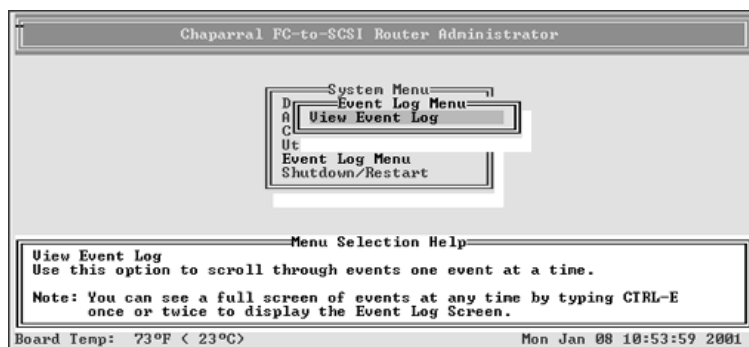 Chaparral FC-to-SCSI Router Administrator
System Menu
D
Event Log Menu
A
View Event Log
C
Ut
Event Log Menu
Shutdown/Restart
Menu Selection Help
View Event Log
Use this option to scroll through events one event at a time.
Note: You can see a full screen of events at any time by typing CTRL-E
once or twice to display the Event Log Screen.
Board Temp: 73ºF ( 23ºC) Mon Jan 08 10:53:59 2001